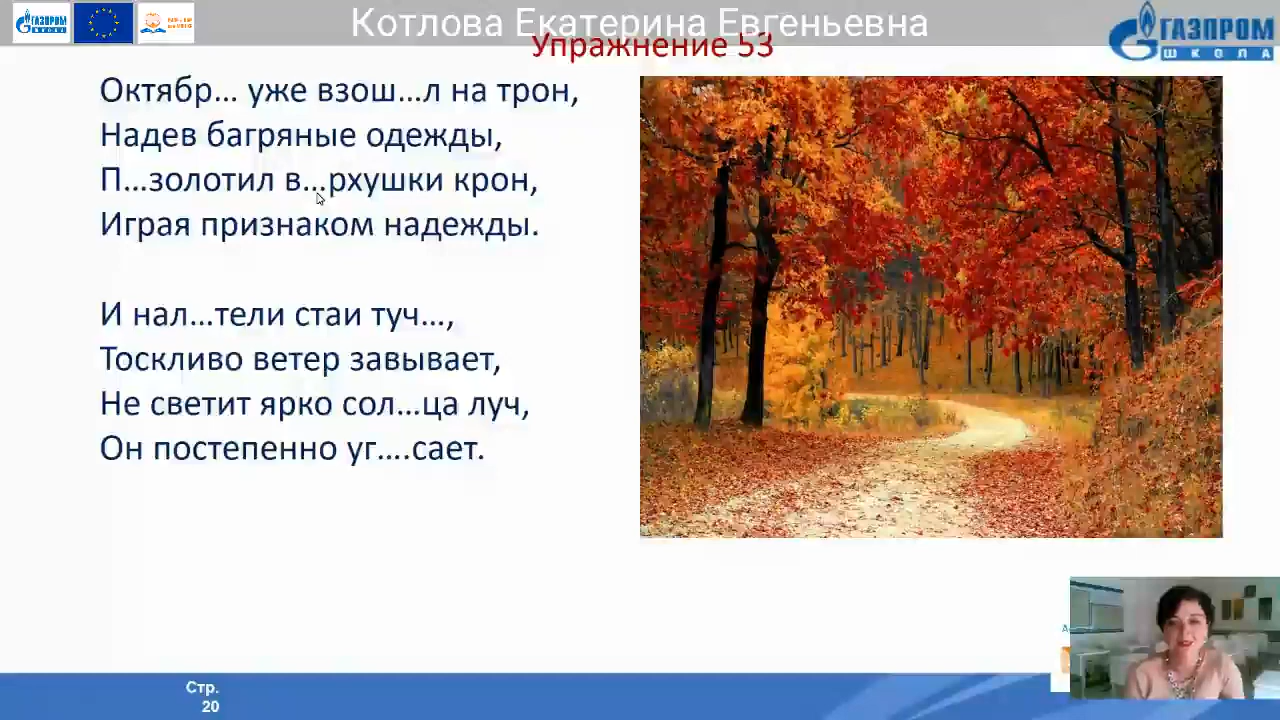 Котлова Екатерина Евгеньевна
Упражнение 53
ГАЗПРОМ
ШКОЛА
ГАЗПРОМ
ШКОЛА
Октябр... уже взош...л на трон,
Надев багряные одежды,
П...золотил в...рхушки крон,
Играя признаком надежды.
И нал...тели стаи туч...,
Тоскливо ветер завывает,
Не светит ярко сол...ца луч,
Он постепенно уг....сает.
Стр.
20